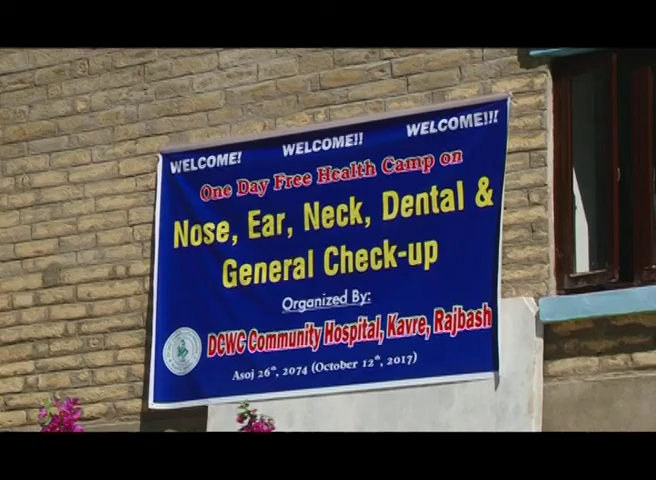 WELCOME! WELCOME!! WELCOME!!!
One Day Free Health Camp on
Nose, Ear, Neck, Dental &
General Check-up
Organized By:
DCWC Community Hospital, Kavre, Rajbash
Asoj 26th, 2074 (October 12th, 2017)